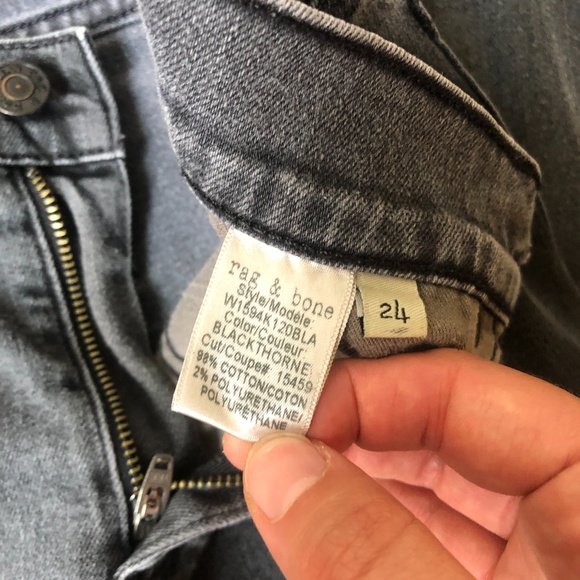 rag & bone
Style/Modèle:
W1594K120BLA
Color/Couleur:
BLACKTHORNE
Cut/Coupe# 15459
98% COTTON/COTON
2% POLYURETHANE/
POLYURÉTHANE
24